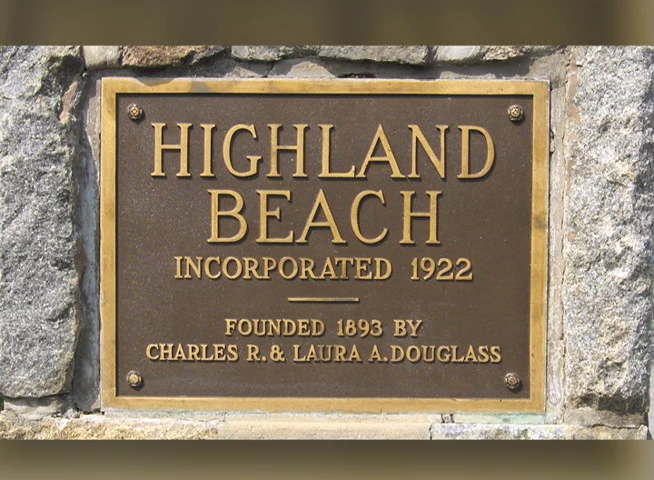 HIGHLAND
BEACH
INCORPORATED 1922
FOUNDED 1893 BY
CHARLES R. & LAURA A. DOUGLASS